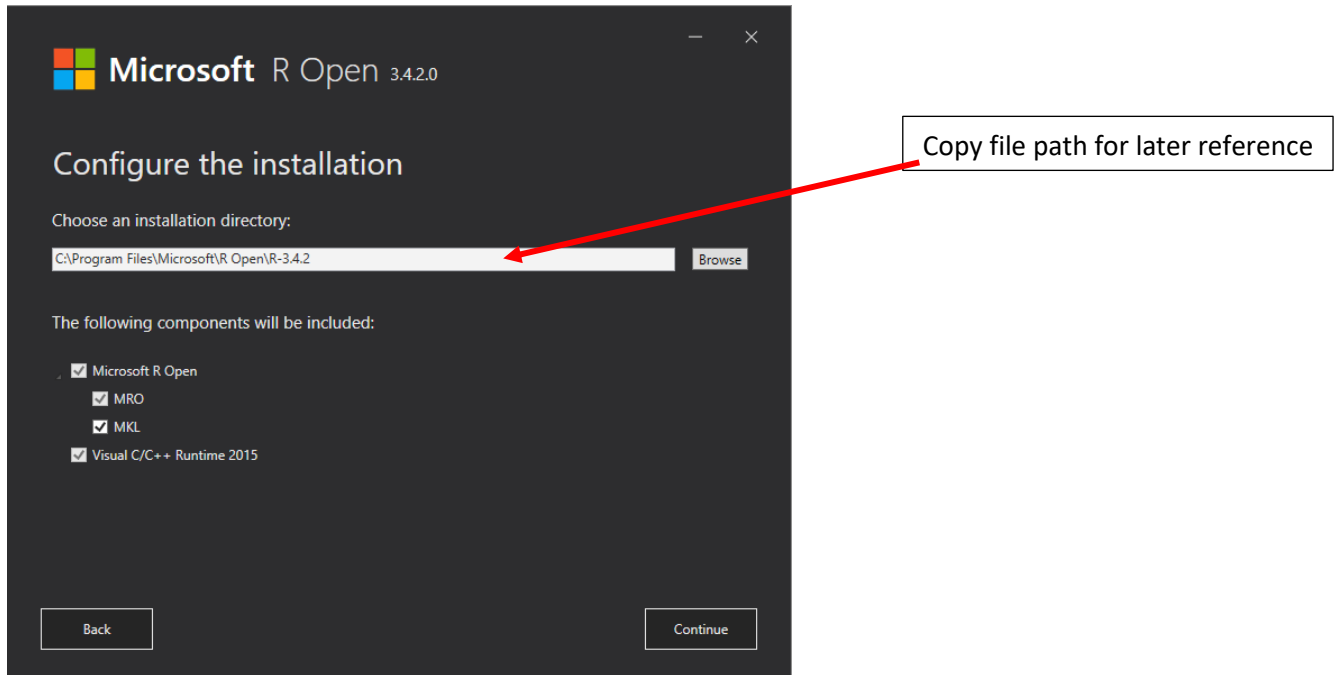 Microsoft R Open 3.4.2.0
Configure the installation
Choose an installation directory:
C:\Program Files\Microsoft\R Open\R-3.4.2
Browse
The following components will be included:
Microsoft R Open
MRO
MKL
Visual C/C++ Runtime 2015
Back
Continue
Copy file path for later reference